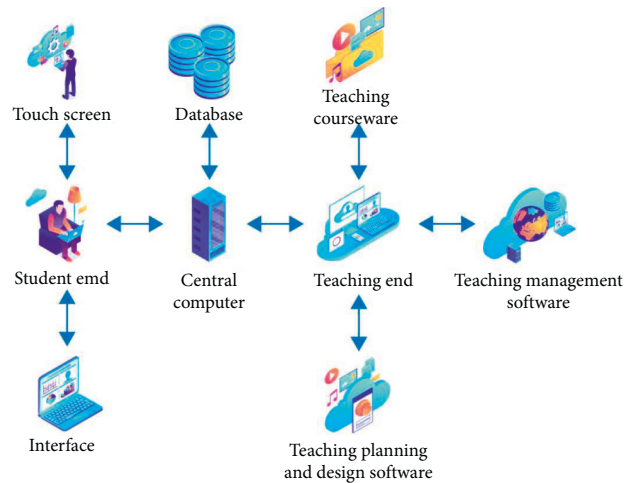 Touch screen
Database
Teaching
courseware
Student emd
Central
computer
Teaching end
Teaching management
software
Interface
Teaching planning
and design software